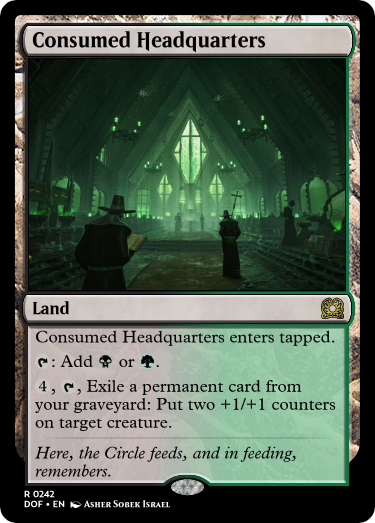 Consumed Headquarters
Land
Consumed Headquarters enters tapped.
: Add or .
4 , , Exile a permanent card from
your graveyard: Put two +1/+1 counters
on target creature.
Here, the Circle feeds, and in feeding,
remembers.
R 0242
DOF • EN Asher Sobek Israel